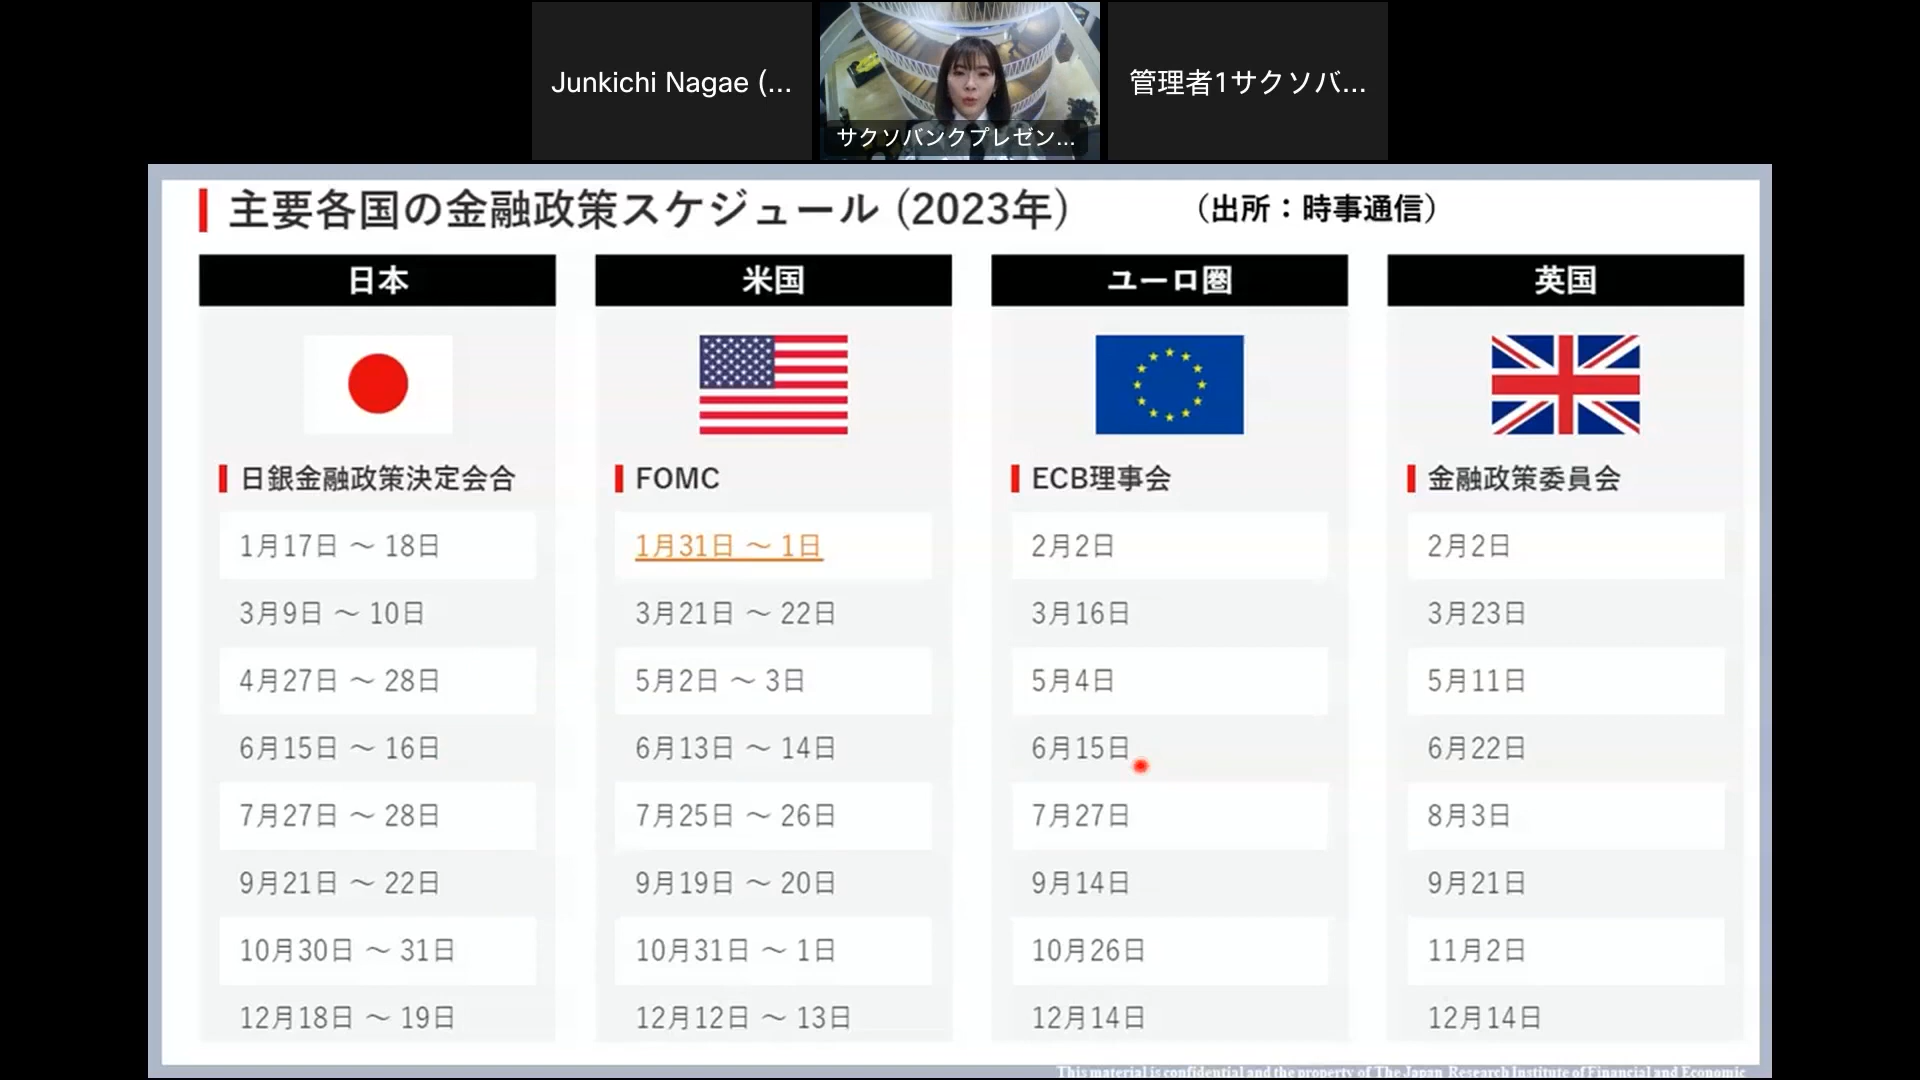 Junkichi Nagae (...
サクソバンクプレゼン...
管理者1サクソバ...
主要各国の金融政策スケジュール (2023年)
（出所：時事通信）
日本
米国
ユーロ圏
英国
日銀金融政策決定会合
FOMC
ECB理事会
金融政策委員会
1月17日 ～ 18日
1月31日 ～ 1日
2月2日
2月2日
3月9日 ～ 10日
3月21日 ～ 22日
3月16日
3月23日
4月27日 ～ 28日
5月2日 ～ 3日
5月4日
5月11日
6月15日 ～ 16日
6月13日 ～ 14日
6月15日
6月22日
7月27日 ～ 28日
7月25日 ～ 26日
7月27日
8月3日
9月21日 ～ 22日
9月19日 ～ 20日
9月14日
9月21日
10月30日 ～ 31日
10月31日 ～ 1日
10月26日
11月2日
12月18日 ～ 19日
12月12日 ～ 13日
12月14日
12月14日
This material is confidential and the property of The Japan Research Institute of Financial and Economic